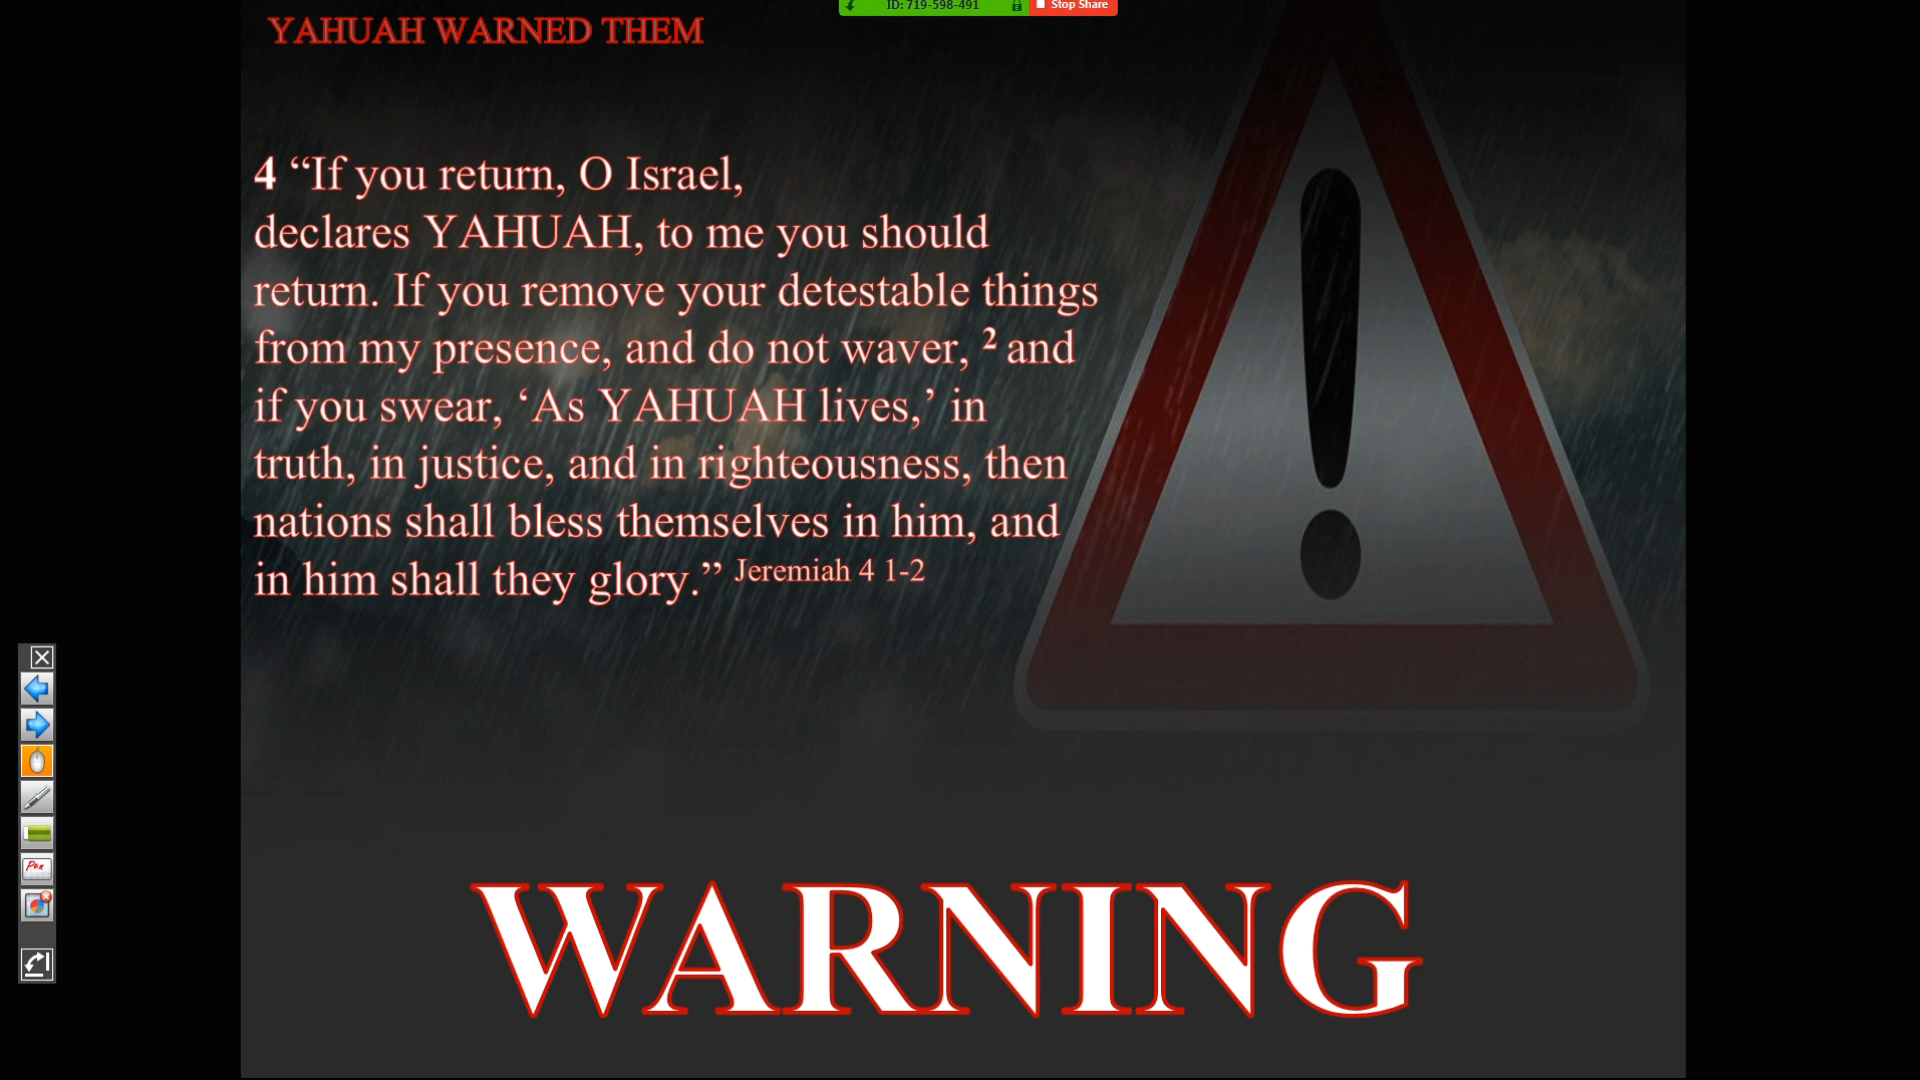 ID: 719-598-491 Stop Share
YAHUAH WARNED THEM
4 “If you return, O Israel,
declares YAHUAH, to me you should
return. If you remove your detestable things
from my presence, and do not waver, 2 and
if you swear, ‘As YAHUAH lives,’ in
truth, in justice, and in righteousness, then
nations shall bless themselves in him, and
in him shall they glory.” Jeremiah 4 1-2
Pen
WARNING